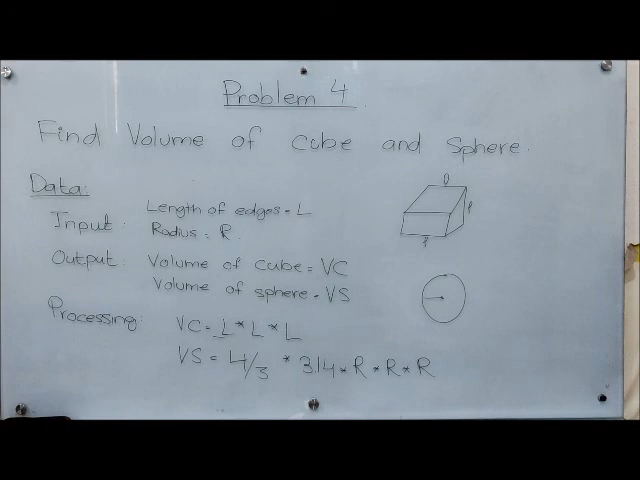 Problem 4
Find Volume of cube and Sphere.
Data:
Input: Length of edges = L
Radius = R.
Output: Volume of cube = VC
Volume of sphere = VS
Processing: VC = L * L * L
VS = 4/3 * 3.14 * R * R * R
l
l
l